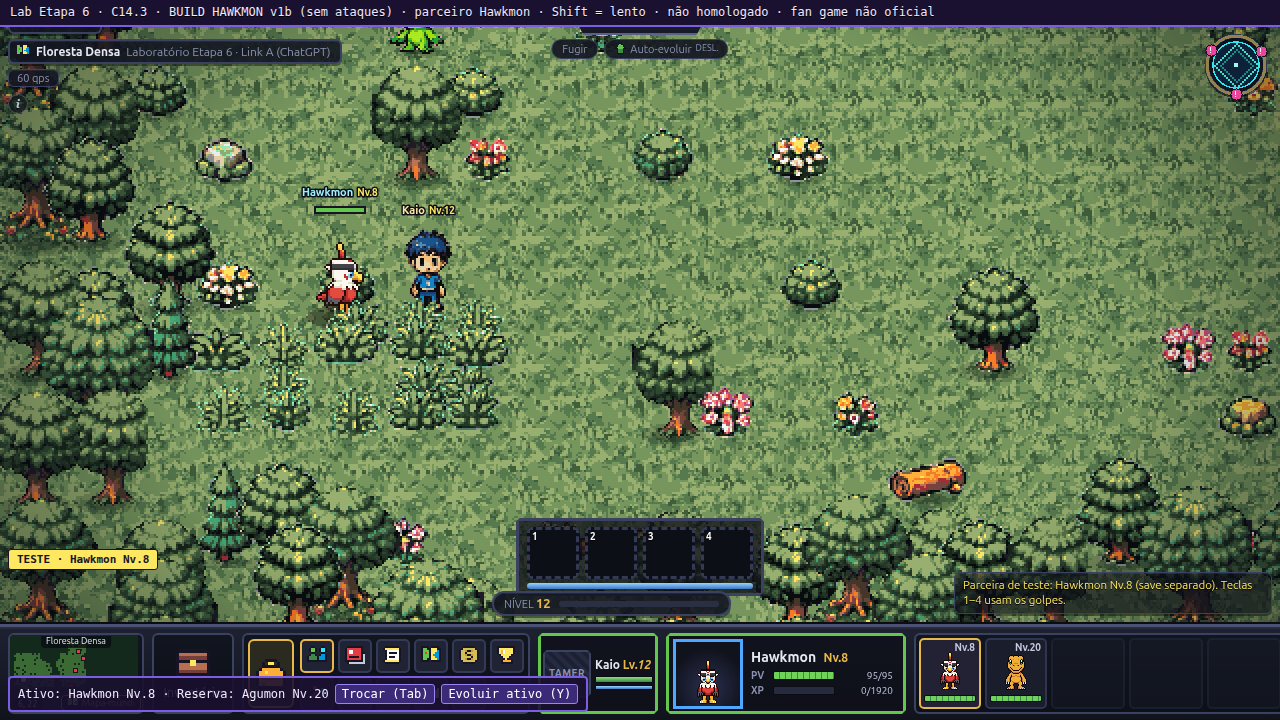 Lab Etapa 6 · C14.3 · BUILD HAWKMON v1b (sem ataques) · parceiro Hawkmon · Shift = lento · não homologado · fan game não oficial
Floresta Densa Laboratório Etapa 6 · Link A (ChatGPT)
Fugir
Auto-evoluir DESL.
60 qps
i
Hawkmon Nv.8
Kaio Nv.12
1 2 3 4
TESTE · Hawkmon Nv.8
Parceira de teste: Hawkmon Nv.8 (save separado). Teclas
1–4 usam os golpes.
NÍVEL 12
Floresta Densa
TAMER
Kaio Lv.12
Hawkmon Nv.8
PV 95/95
XP 0/1920
Nv.8
Nv.20
Ativo: Hawkmon Nv.8 · Reserva: Agumon Nv.20 Trocar (Tab) Evoluir ativo (Y)